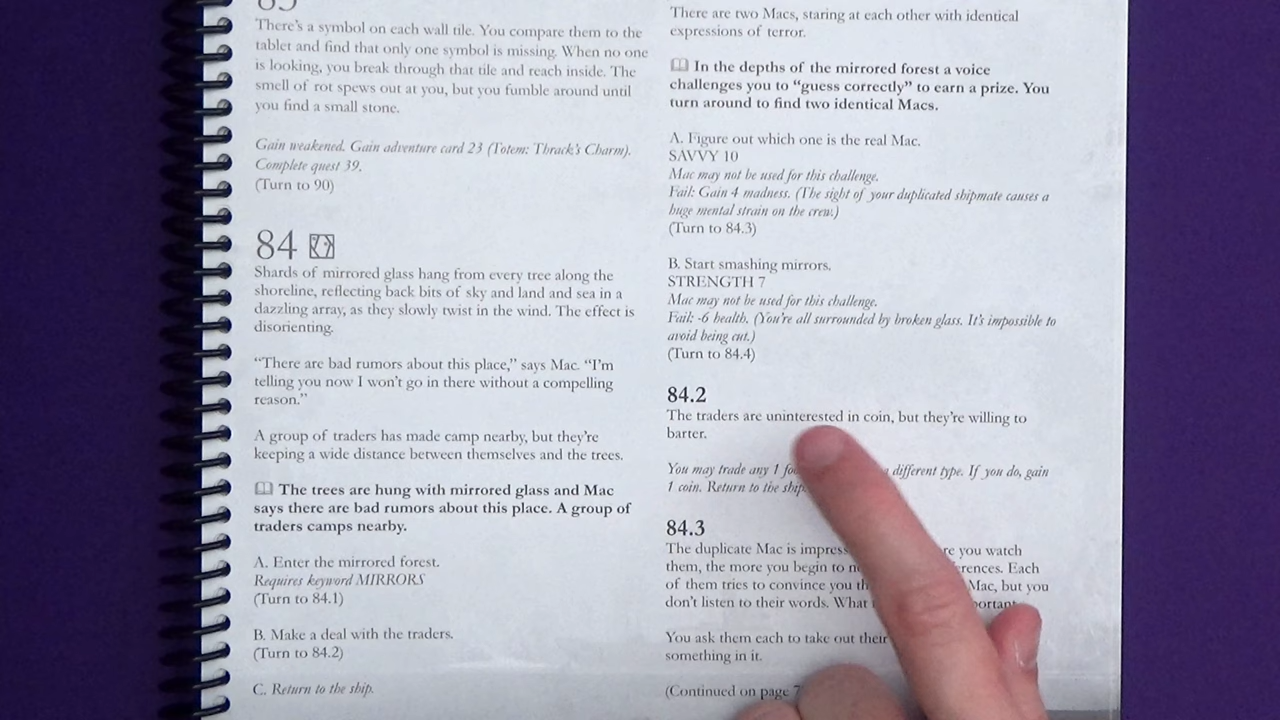 There's a symbol on each wall tile. You compare them to the
tablet and find that only one symbol is missing. When no one
is looking, you break through that tile and reach inside. The
smell of rot spews out at you, but you fumble around until
you find a small stone.
Gain weakened. Gain adventure card 23 (Totem: Thrack's Charm).
Complete quest 39.
(Turn to 90)
84
Shards of mirrored glass hang from every tree along the
shoreline, reflecting back bits of sky and land and sea in a
dazzling array, as they slowly twist in the wind. The effect is
disorienting.
“There are bad rumors about this place,” says Mac. “I'm
telling you now I won't go in there without a compelling
reason.”
A group of traders has made camp nearby, but they're
keeping a wide distance between themselves and the trees.
The trees are hung with mirrored glass and Mac
says there are bad rumors about this place. A group of
traders camps nearby.
A. Enter the mirrored forest.
Requires keyword MIRRORS
(Turn to 84.1)
B. Make a deal with the traders.
(Turn to 84.2)
C. Return to the ship.
There are two Macs, staring at each other with identical
expressions of terror.
In the depths of the mirrored forest a voice
challenges you to “guess correctly” to earn a prize. You
turn around to find two identical Macs.
A. Figure out which one is the real Mac.
SAVVY 10
Mac may not be used for this challenge.
Fail: Gain 4 madness. (The sight of your duplicated shipmate causes a
huge mental strain on the crew.)
(Turn to 84.3)
B. Start smashing mirrors.
STRENGTH 7
Mac may not be used for this challenge.
Fail: -6 health. (You're all surrounded by broken glass. It's impossible to
avoid being cut.)
(Turn to 84.4)
84.2
The traders are uninterested in coin, but they're willing to
barter.
You may trade any 1 different type. If you do, gain
1 coin. Return to the ship.
84.3
The duplicate Mac is you watch
them, the more you begin to Each
of them tries to convince you Mac, but you
don't listen to their words. What
You ask them each to take out their
something in it.
(Continued on page